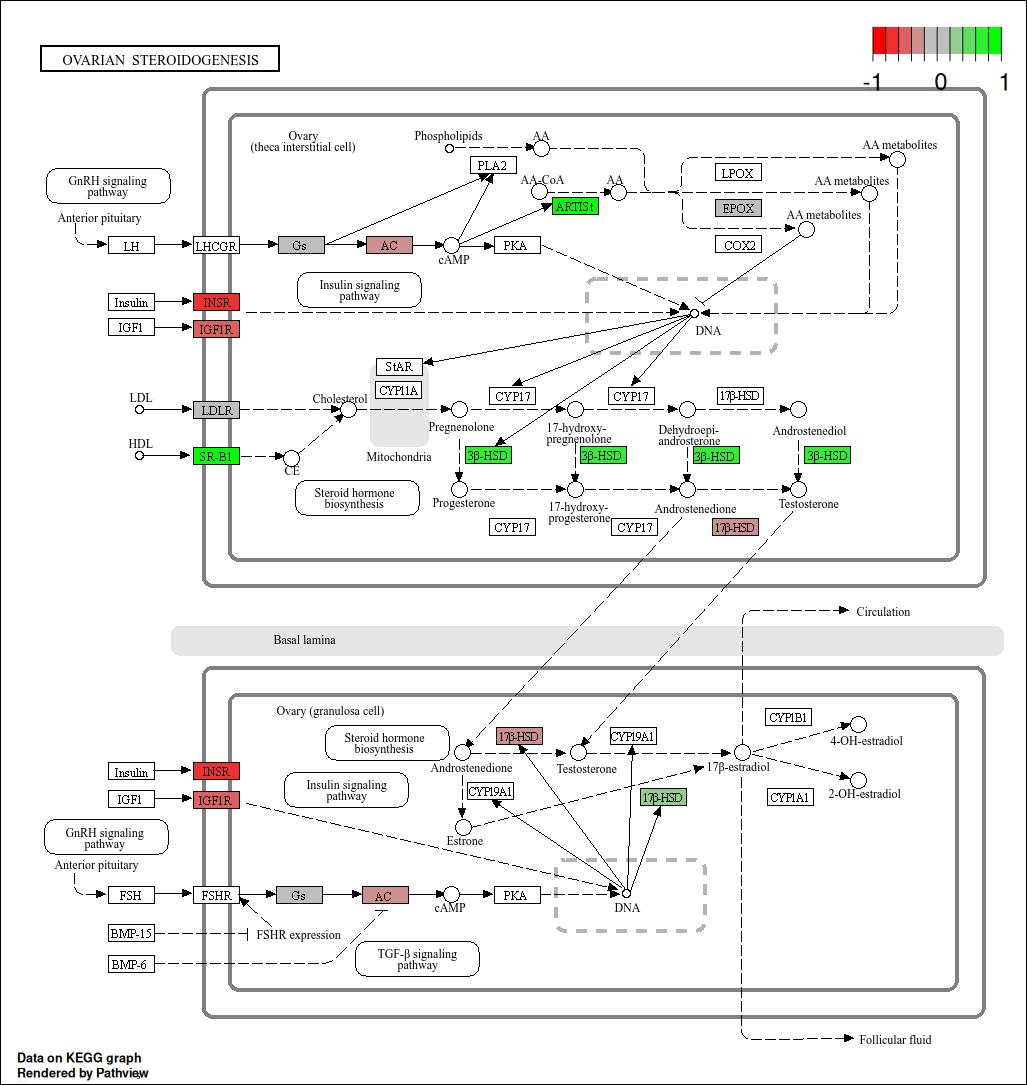 OVARIAN STEROIDOGENESIS
-1 0 1
Ovary
(theca interstitial cell)
Phospholipids
AA
AA metabolites
PLA2
LPOX
GnRH signaling
pathway
AA-CoA
AA
AA metabolites
ARTISt
EPOX
Anterior pituitary
AA metabolites
LH
LHCGR
Gs
AC
cAMP
PKA
COX2
Insulin signaling
pathway
Insulin
INSR
IGF1
IGF1R
DNA
StAR
CYP11A
CYP17
CYP17
17β-HSD
LDL
LDLR
Cholesterol
Pregnenolone
17-hydroxy-
pregnenolone
Dehydroepi-
androsterone
Androstenediol
HDL
SR-B1
CE
Mitochondria
3β-HSD
3β-HSD
3β-HSD
3β-HSD
Steroid hormone
biosynthesis
Progesterone
17-hydroxy-
progesterone
Androstenedione
Testosterone
CYP17
CYP17
17β-HSD
Circulation
Basal lamina
Ovary (granulosa cell)
Steroid hormone
biosynthesis
17β-HSD
CYP19A1
CYP1B1
4-OH-estradiol
Androstenedione
Testosterone
17β-estradiol
Insulin
INSR
Insulin signaling
pathway
CYP19A1
17β-HSD
CYP1A1
2-OH-estradiol
IGF1
IGF1R
Estrone
GnRH signaling
pathway
Anterior pituitary
FSH
FSHR
Gs
AC
cAMP
PKA
DNA
BMP-15
FSHR expression
BMP-6
TGF-β signaling
pathway
Follicular fluid
Data on KEGG graph
Rendered by Pathview